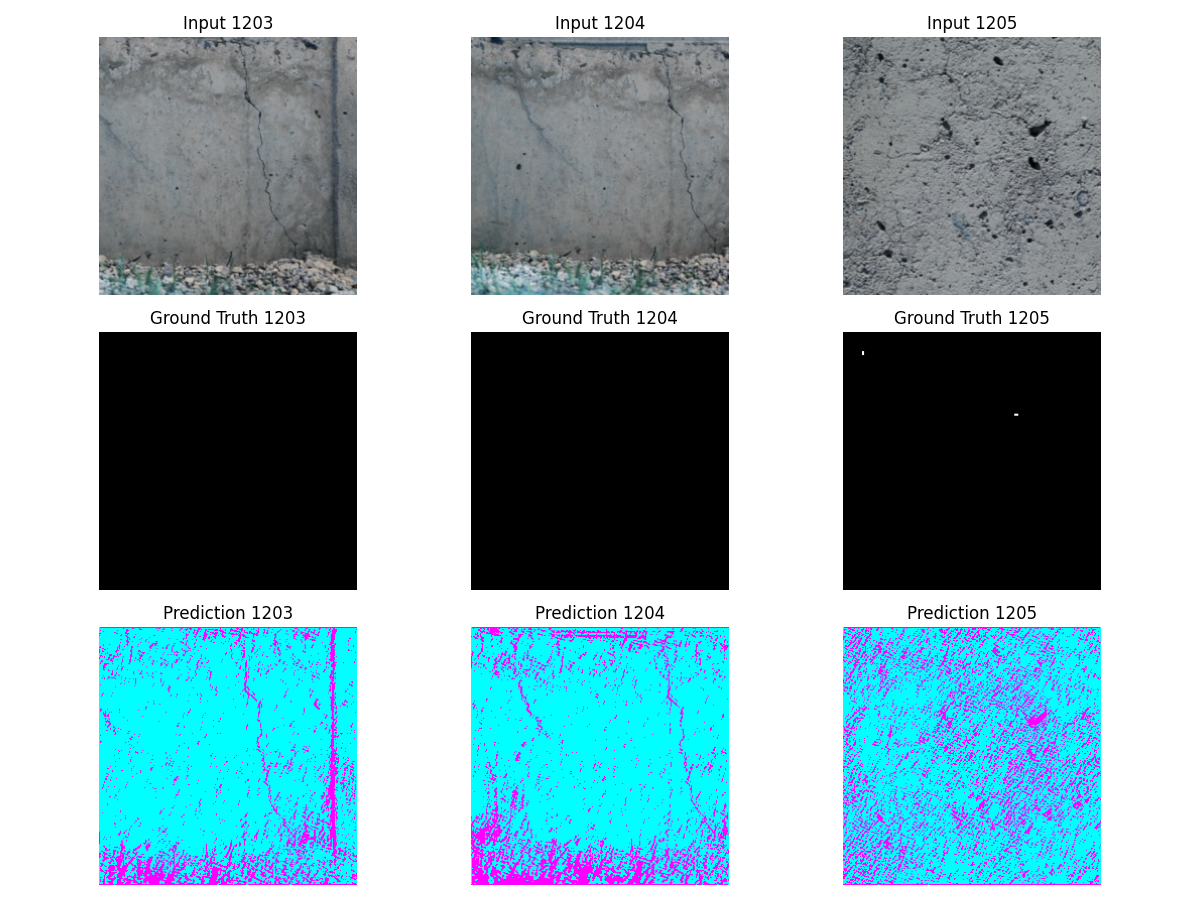 Input 1203
Input 1204
Input 1205
Ground Truth 1203
Ground Truth 1204
Ground Truth 1205
Prediction 1203
Prediction 1204
Prediction 1205